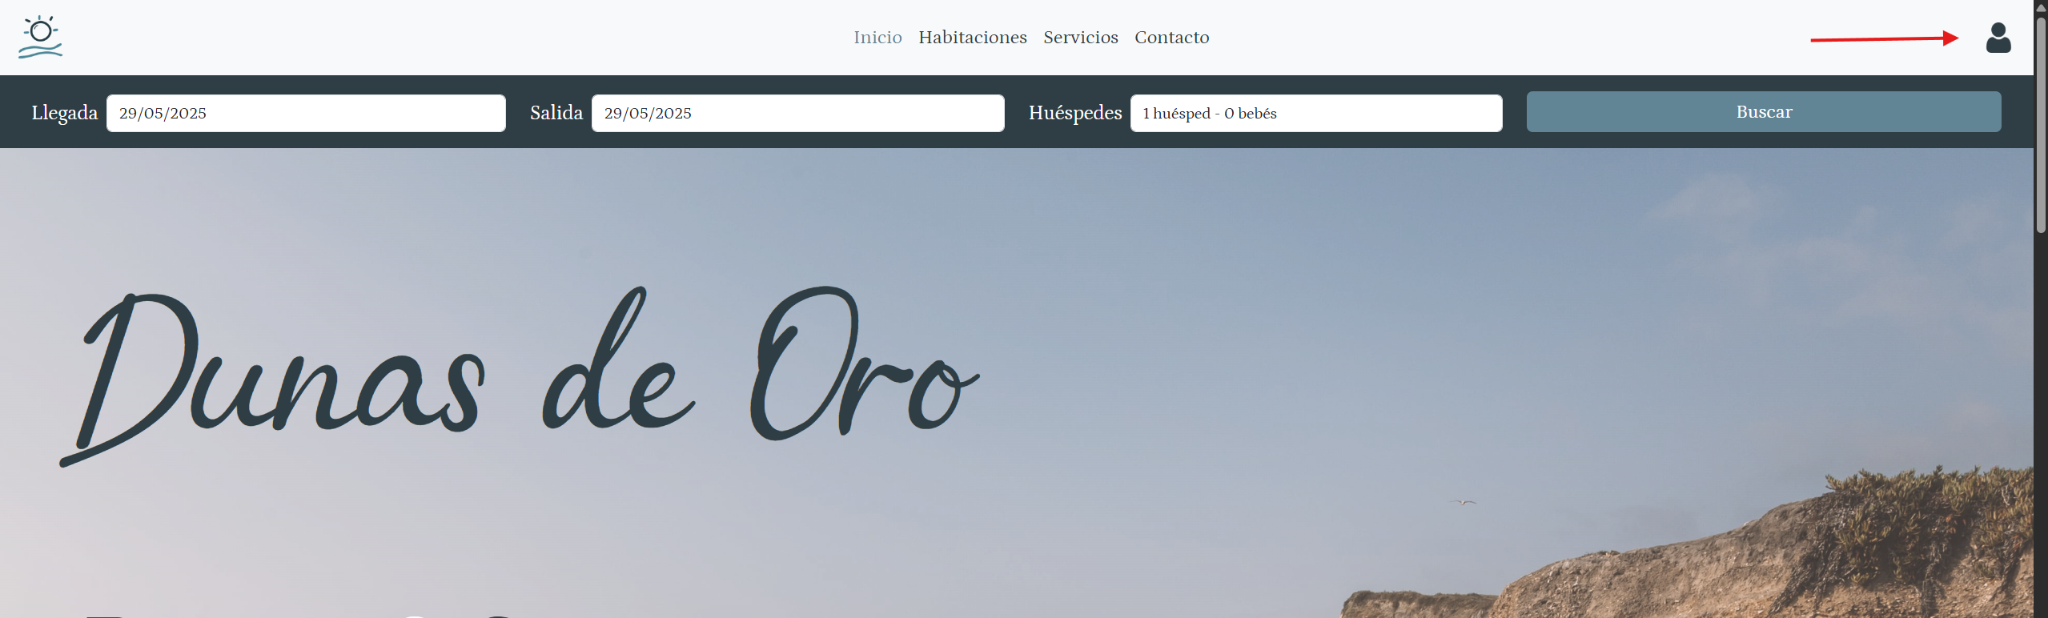 Inicio Habitaciones Servicios Contacto
Llegada 29/05/2025 Salida 29/05/2025 Huéspedes 1 huésped - 0 bebés Buscar
Dunas de Oro